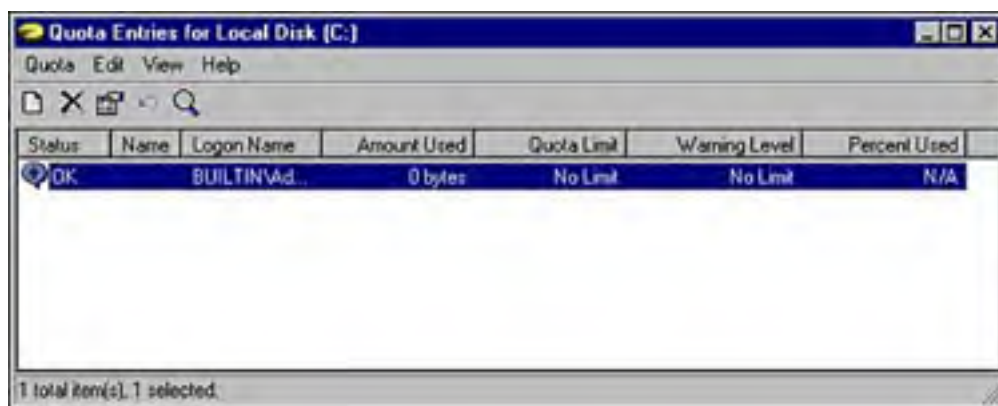 Quota Entries for Local Disk (C:)
Quota Edit View Help
Status Name Logon Name Amount Used Quota Limit Warning Level Percent Used
OK BUILTIN\Ad... 0 bytes No Limit No Limit N/A
1 total item(s), 1 selected.